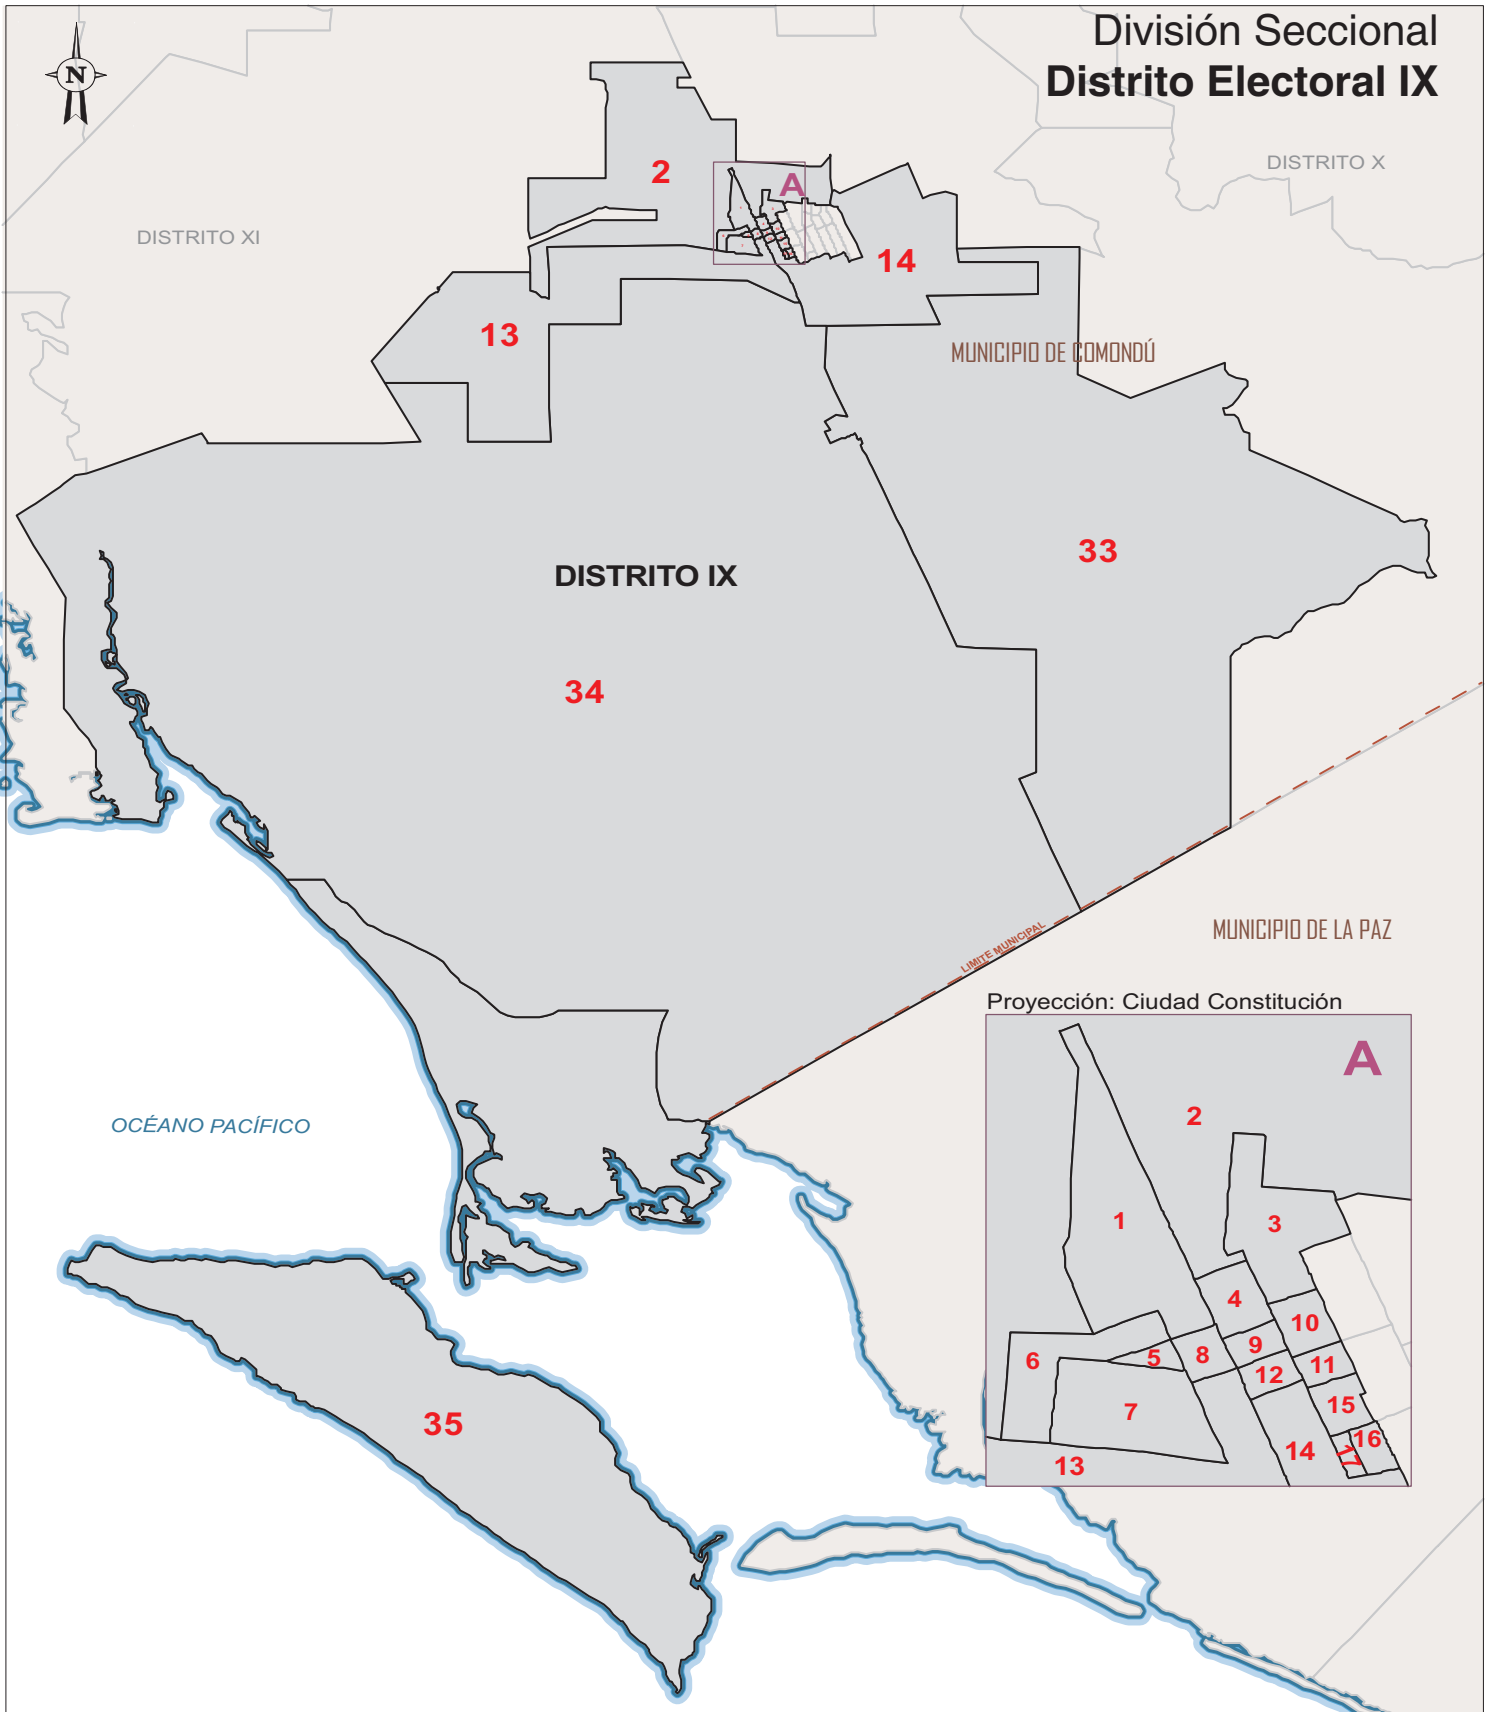 División Seccional
Distrito Electoral IX
N
DISTRITO X
2
A
DISTRITO XI
14
13
MUNICIPIO DE COMONDÚ
33
DISTRITO IX
34
MUNICIPIO DE LA PAZ
LIMITE MUNICIPAL
Proyección: Ciudad Constitución
A
2
OCÉANO PACÍFICO
1
3
4
10
9
8
5
6
11
12
15
7
16
14
17
13
35